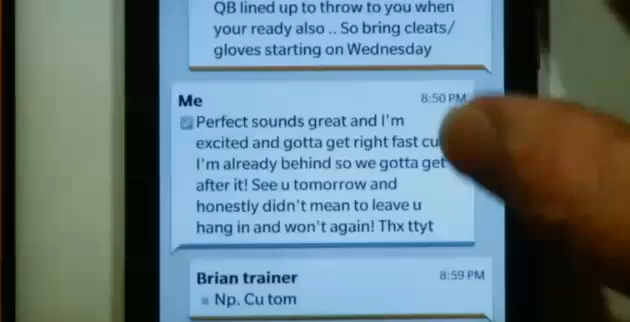 QB lined up to throw to you when
your ready also .. So bring cleats/
gloves starting on Wednesday
Me
8:50 PM
Perfect sounds great and I'm
excited and gotta get right fast
I'm already behind so we gotta get
after it! See u tomorrow and
honestly didn't mean to leave u
hang in and won't again! Thx ttyt
Brian trainer
8:59 PM
Np. Cu tom